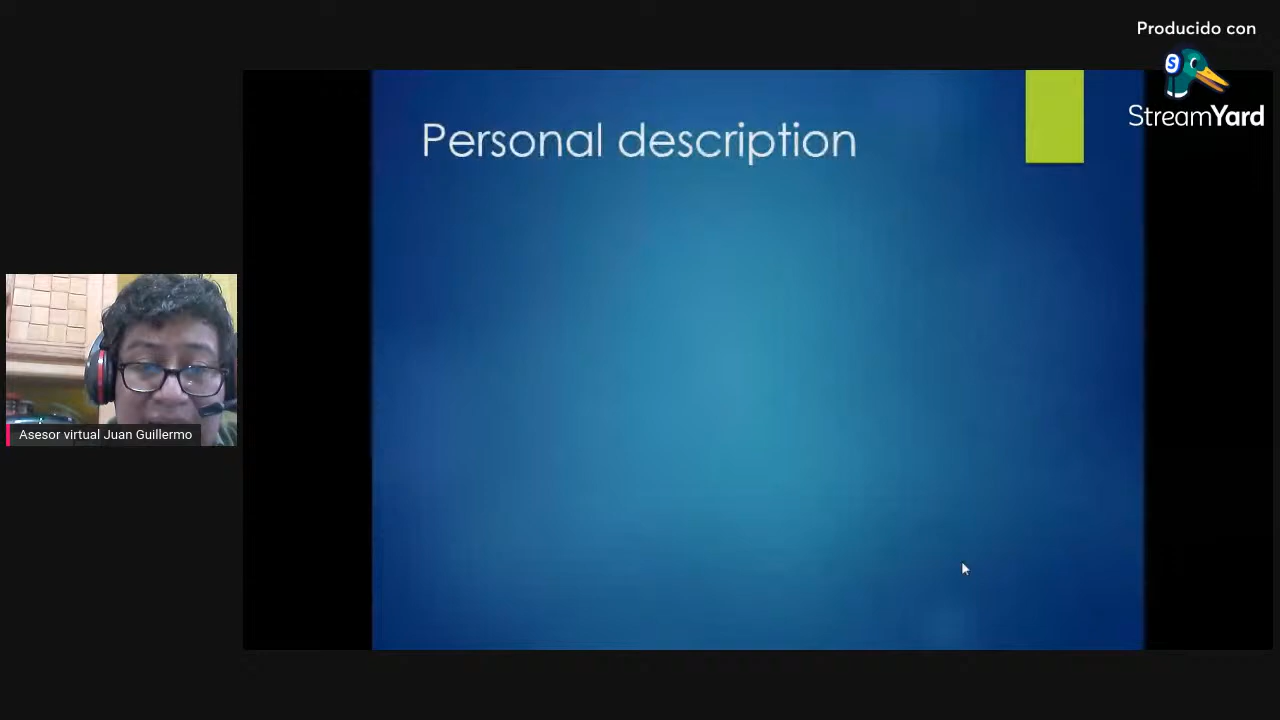 Producido con
StreamYard
Personal description
Asesor virtual Juan Guillermo